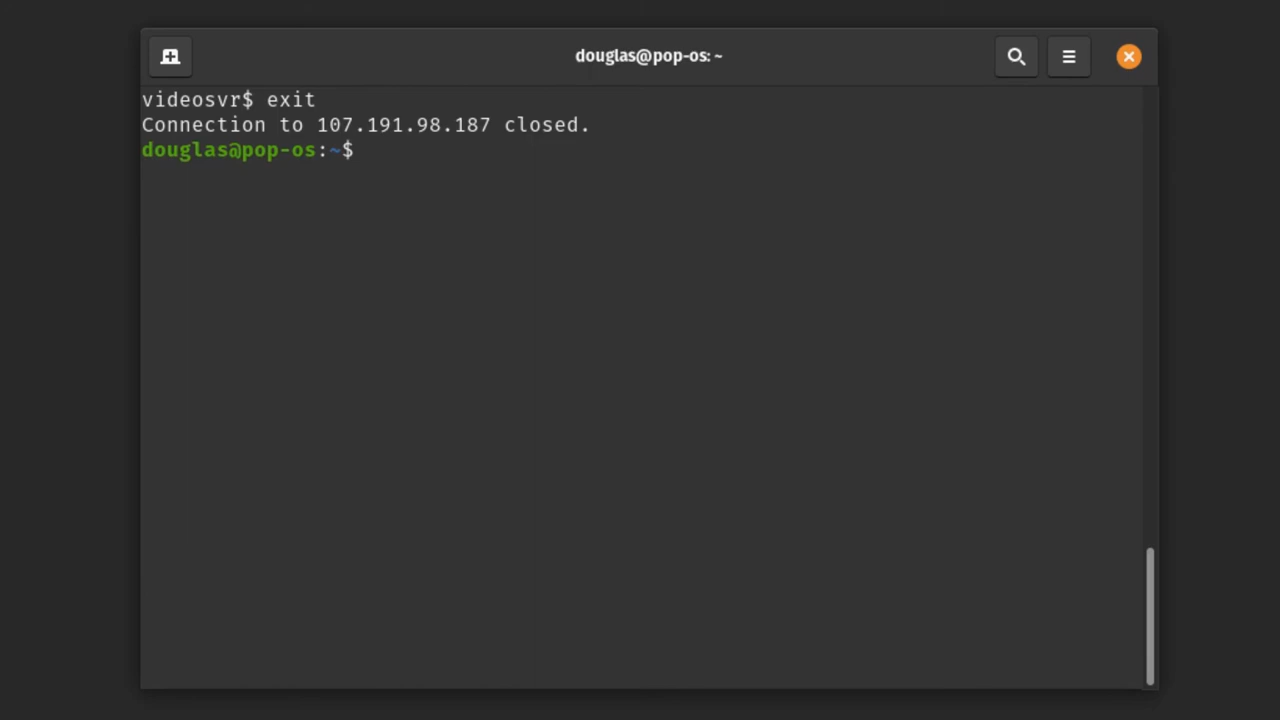 douglas@pop-os: ~
videosvr$ exit
Connection to 107.191.98.187 closed.
douglas@pop-os:~$